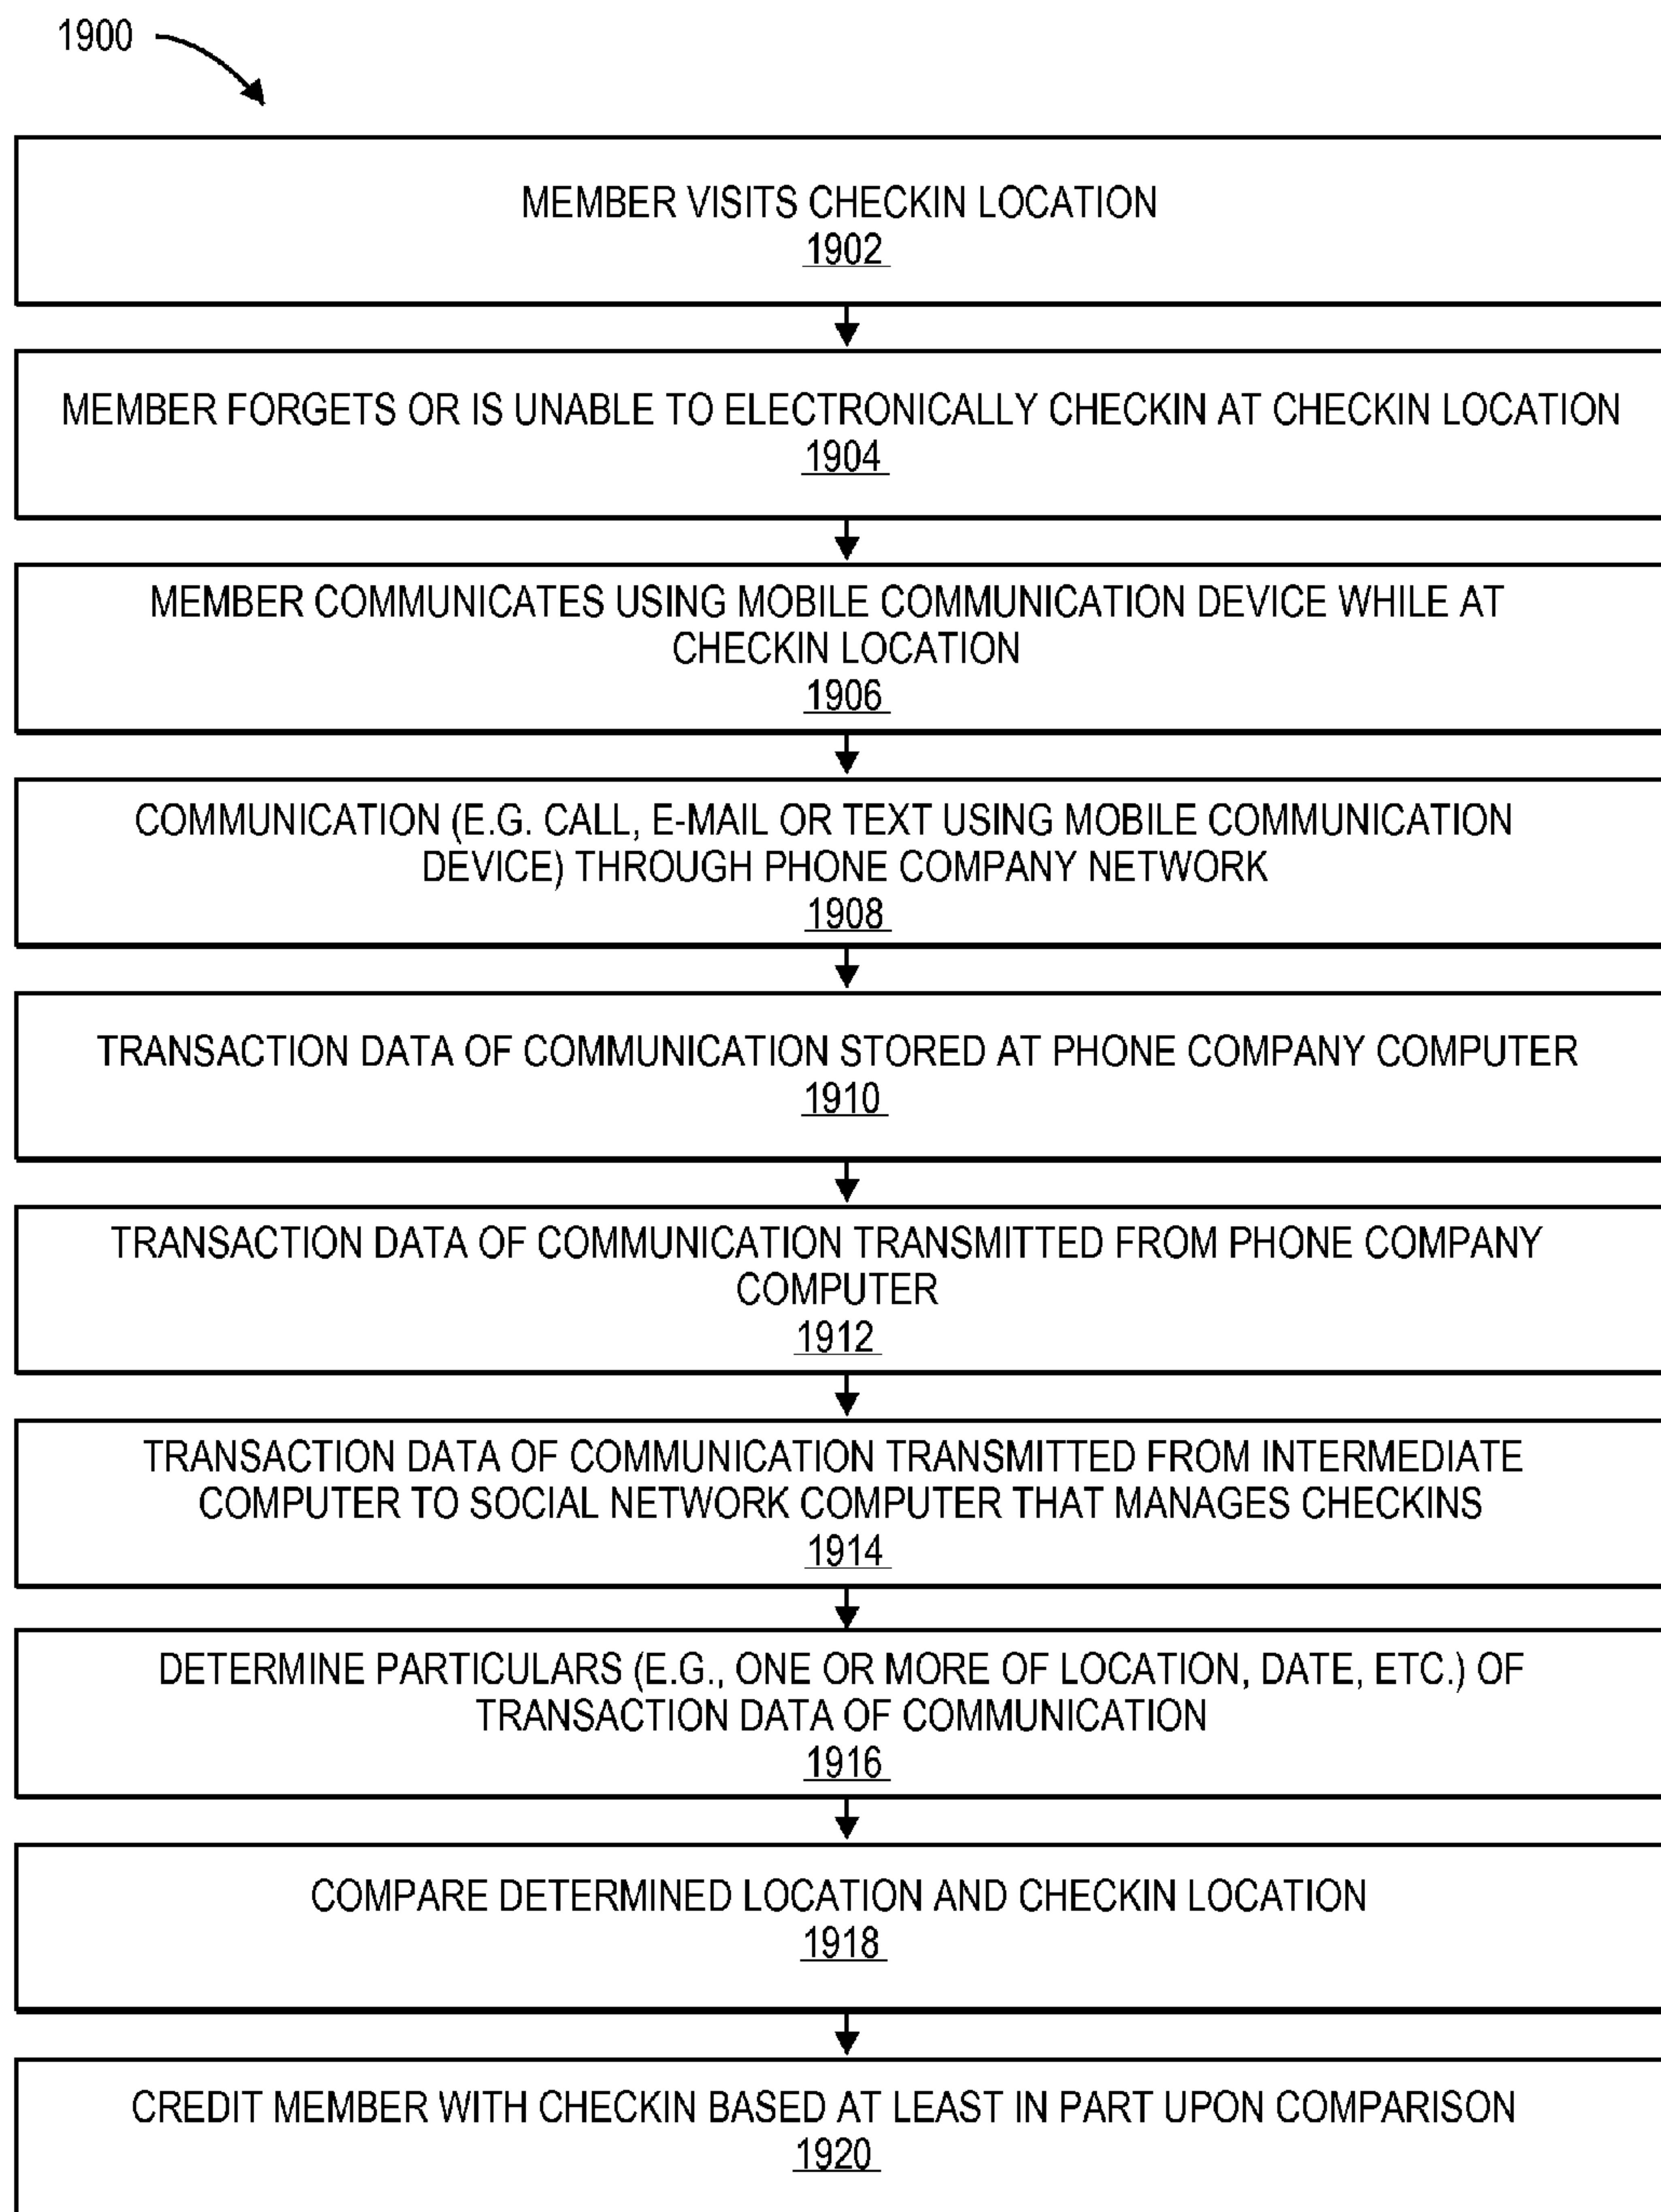 1900
MEMBER VISITS CHECKIN LOCATION
1902
MEMBER FORGETS OR IS UNABLE TO ELECTRONICALLY CHECKIN AT CHECKIN LOCATION
1904
MEMBER COMMUNICATES USING MOBILE COMMUNICATION DEVICE WHILE AT
CHECKIN LOCATION
1906
COMMUNICATION (E.G. CALL, E-MAIL OR TEXT USING MOBILE COMMUNICATION
DEVICE) THROUGH PHONE COMPANY NETWORK
1908
TRANSACTION DATA OF COMMUNICATION STORED AT PHONE COMPANY COMPUTER
1910
TRANSACTION DATA OF COMMUNICATION TRANSMITTED FROM PHONE COMPANY
COMPUTER
1912
TRANSACTION DATA OF COMMUNICATION TRANSMITTED FROM INTERMEDIATE
COMPUTER TO SOCIAL NETWORK COMPUTER THAT MANAGES CHECKINS
1914
DETERMINE PARTICULARS (E.G., ONE OR MORE OF LOCATION, DATE, ETC.) OF
TRANSACTION DATA OF COMMUNICATION
1916
COMPARE DETERMINED LOCATION AND CHECKIN LOCATION
1918
CREDIT MEMBER WITH CHECKIN BASED AT LEAST IN PART UPON COMPARISON
1920